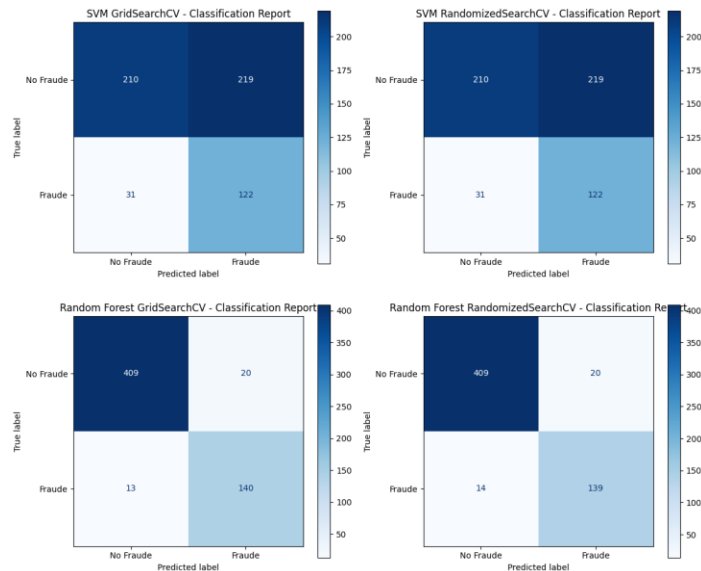 SVM GridSearchCV - Classification Report
No Fraude
Fraude
True label
210
219
31
122
No Fraude
Fraude
Predicted label
200
175
150
125
100
75
50
SVM RandomizedSearchCV - Classification Report
No Fraude
Fraude
True label
210
219
31
122
No Fraude
Fraude
Predicted label
200
175
150
125
100
75
50
Random Forest GridSearchCV - Classification Report
No Fraude
Fraude
True label
409
20
13
140
No Fraude
Fraude
Predicted label
400
350
300
250
200
150
100
50
Random Forest RandomizedSearchCV - Classification Report
No Fraude
Fraude
True label
409
20
14
139
No Fraude
Fraude
Predicted label
400
350
300
250
200
150
100
50